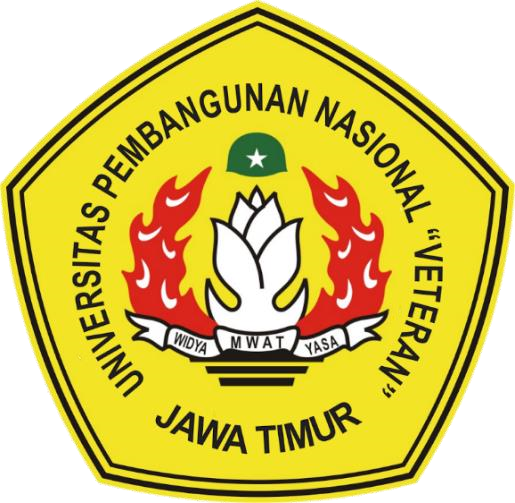 UNIVERSITAS PEMBANGUNAN NASIONAL “VETERAN”
WIDYA MWAT YASA
JAWA TIMUR